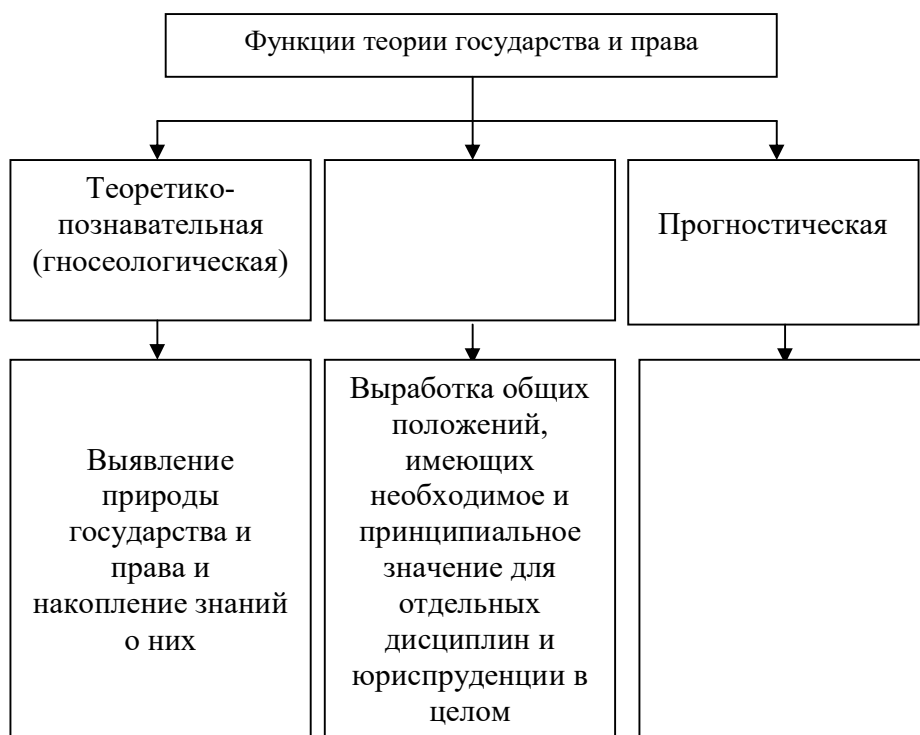 Функции теории государства и права
Теоретико-
познавательная
(гносеологическая)
Прогностическая
Выявление
природы
государства и
права и
накопление знаний
о них
Выработка общих
положений,
имеющих
необходимое и
принципиальное
значение для
отдельных
дисциплин и
юриспруденции в
целом